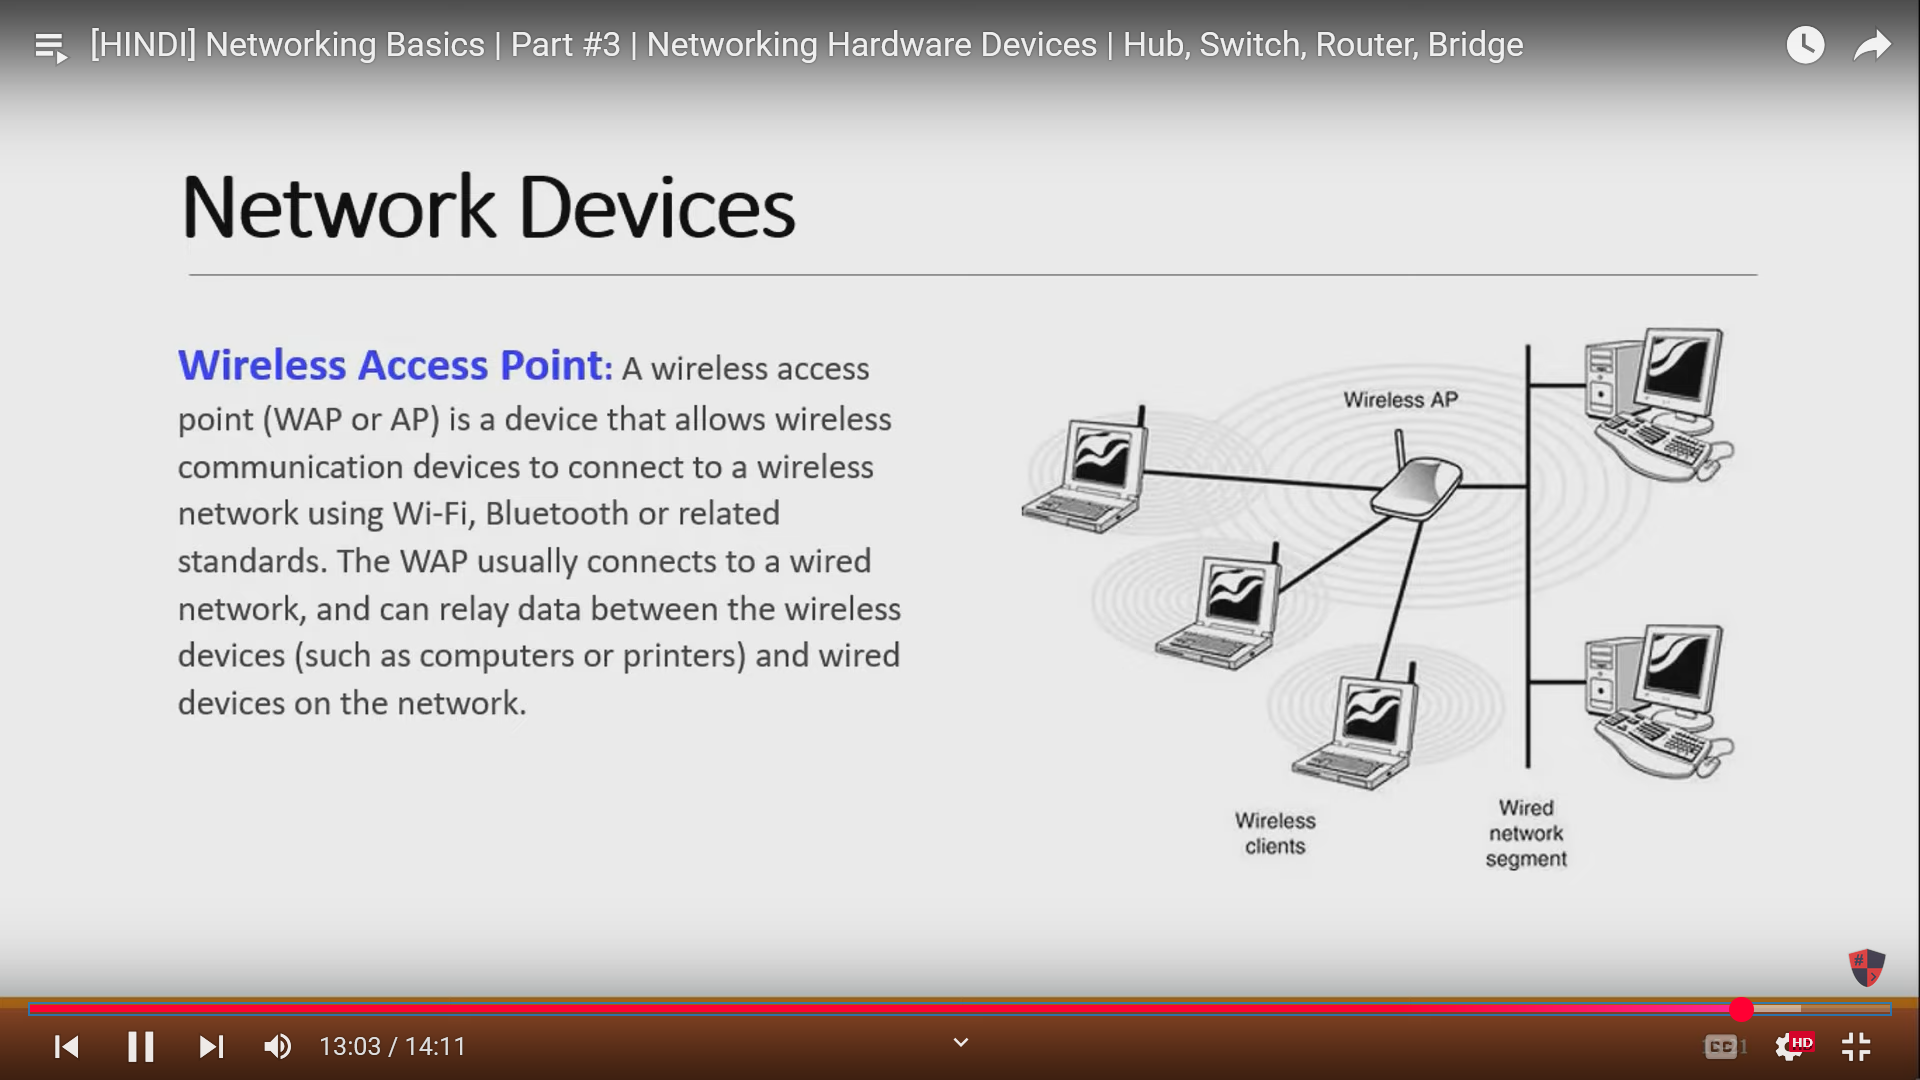 [HINDI] Networking Basics | Part #3 | Networking Hardware Devices | Hub, Switch, Router, Bridge
Network Devices
Wireless Access Point: A wireless access
point (WAP or AP) is a device that allows wireless
communication devices to connect to a wireless
network using Wi-Fi, Bluetooth or related
standards. The WAP usually connects to a wired
network, and can relay data between the wireless
devices (such as computers or printers) and wired
devices on the network.
Wireless AP
Wireless
clients
Wired
network
segment
13:03 / 14:11
CC
HD